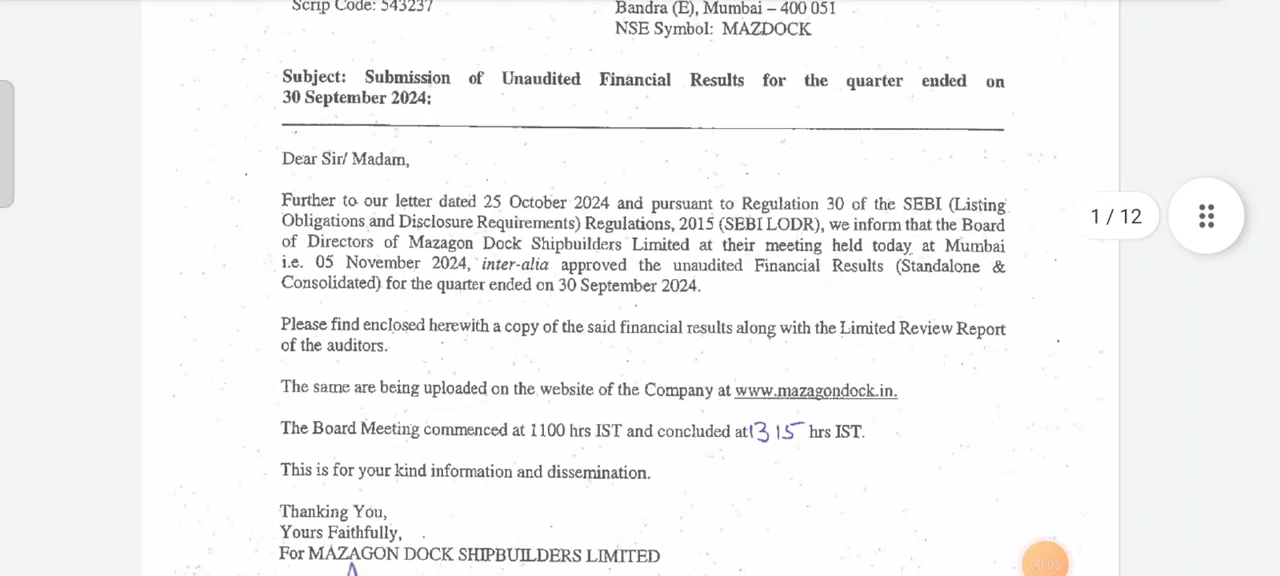 Scrip Code: 543237
Bandra (E), Mumbai – 400 051
NSE Symbol: MAZDOCK
Subject: Submission of Unaudited Financial Results for the quarter ended on
30 September 2024:
Dear Sir/ Madam,
Further to our letter dated 25 October 2024 and pursuant to Regulation 30 of the SEBI (Listing
Obligations and Disclosure Requirements) Regulations, 2015 (SEBI LODR), we inform that the Board
of Directors of Mazagon Dock Shipbuilders Limited at their meeting held today at Mumbai
i.e. 05 November 2024, inter-alia approved the unaudited Financial Results (Standalone &
Consolidated) for the quarter ended on 30 September 2024.
Please find enclosed herewith a copy of the said financial results along with the Limited Review Report
of the auditors.
The same are being uploaded on the website of the Company at www.mazagondock.in.
The Board Meeting commenced at 1100 hrs IST and concluded at 1315 hrs IST.
This is for your kind information and dissemination.
Thanking You,
Yours Faithfully,
For MAZAGON DOCK SHIPBUILDERS LIMITED
1 / 12
00:05